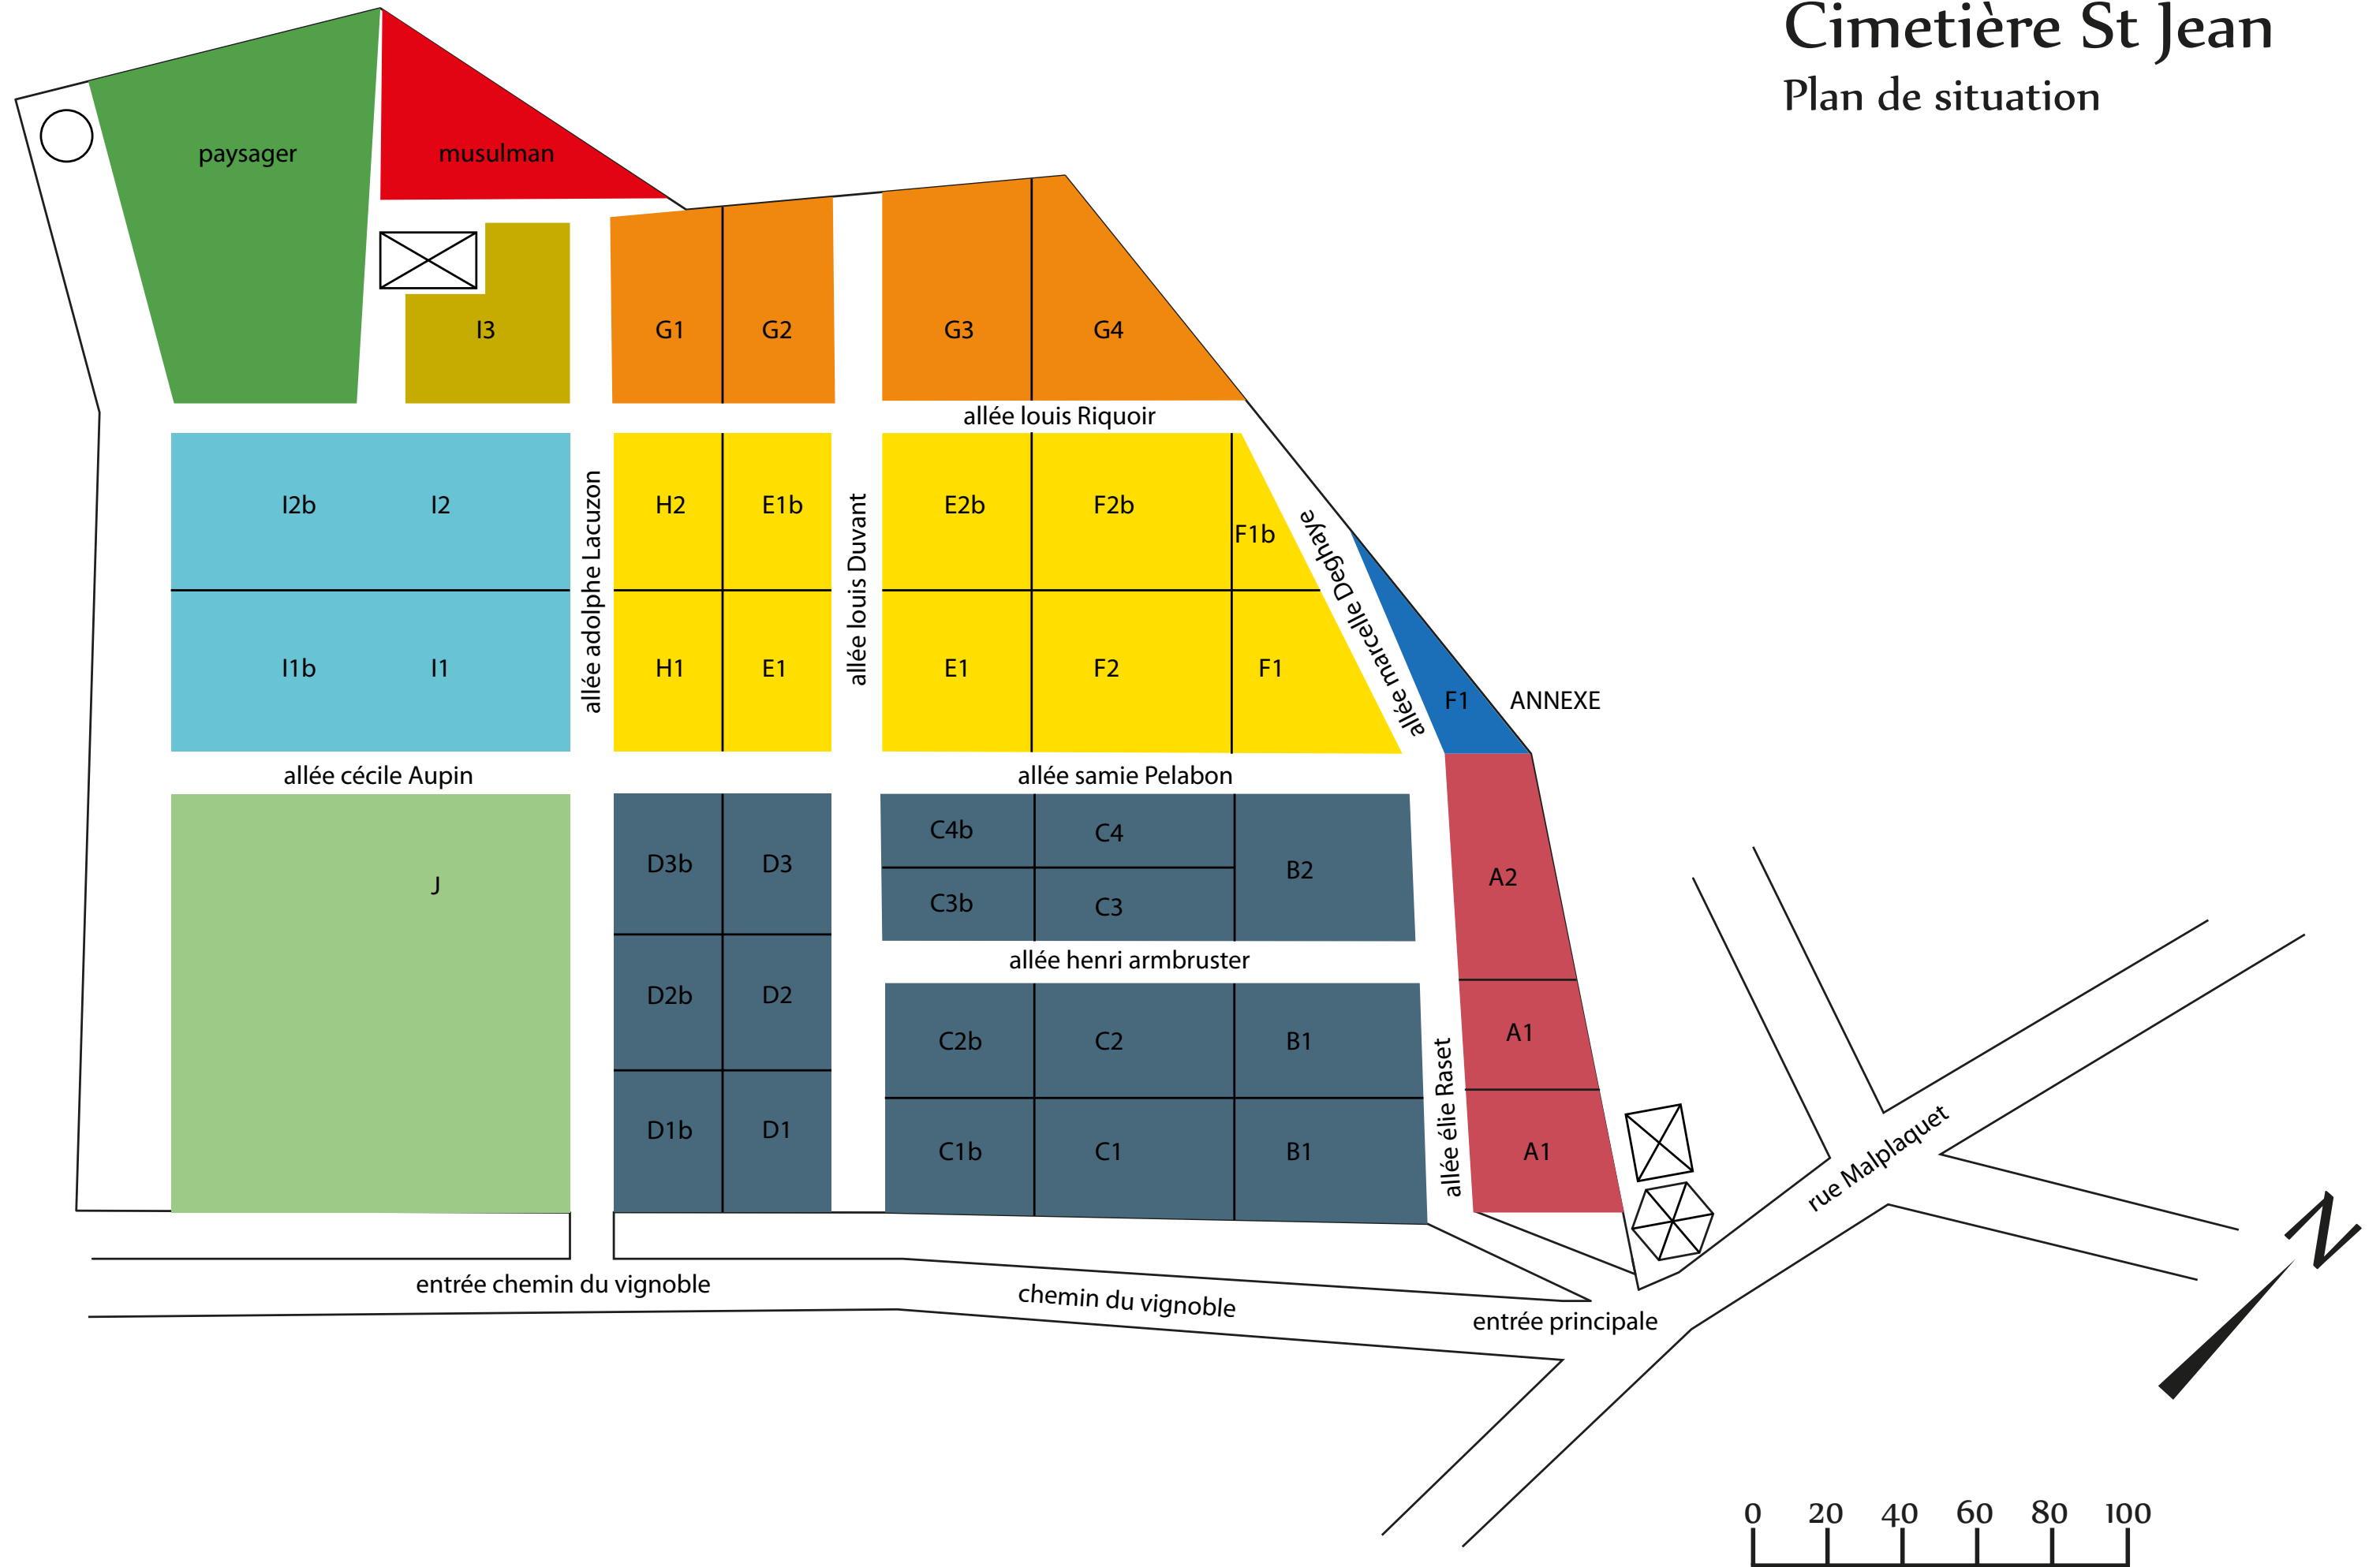 Cimetière St Jean
Plan de situation
paysager
musulman
I3
G1
G2
G3
G4
allée louis Riquoir
I2b
I2
H2
E1b
E2b
F2b
F1b
allée adolphe Lacuzon
allée louis Duvant
allée marcelle Deghaye
I1b
I1
H1
E1
E1
F2
F1
F1
ANNEXE
allée cécile Aupin
allée samie Pelabon
J
D3b
D3
C4b
C4
B2
A2
C3b
C3
allée henri armbruster
D2b
D2
C2b
C2
B1
A1
D1b
D1
C1b
C1
B1
allée élie Raset
A1
rue Malplaquet
entrée chemin du vignoble
chemin du vignoble
entrée principale
N
0 20 40 60 80 100